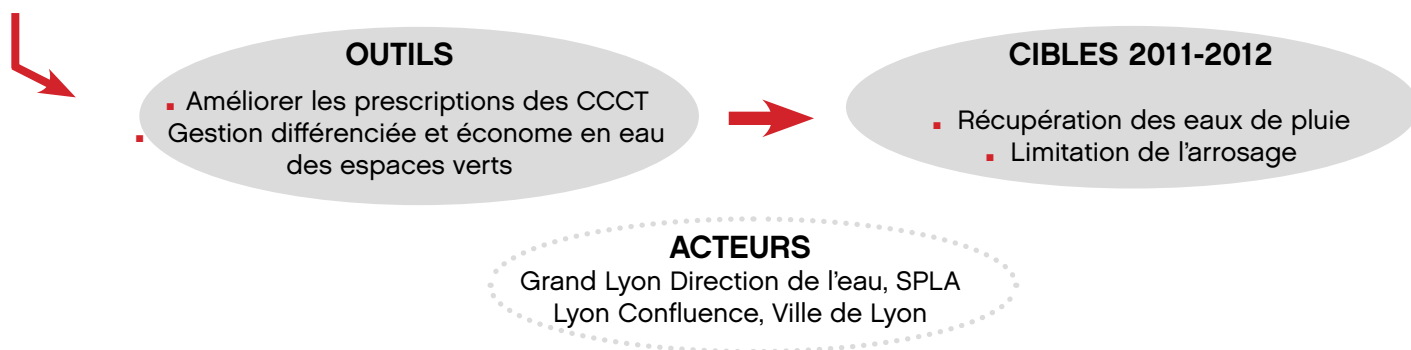 OUTILS
▪ Améliorer les prescriptions des CCCT
▪ Gestion différenciée et économe en eau
des espaces verts
CIBLES 2011-2012
▪ Récupération des eaux de pluie
▪ Limitation de l'arrosage
ACTEURS
Grand Lyon Direction de l'eau, SPLA
Lyon Confluence, Ville de Lyon